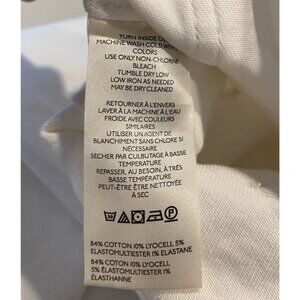 TURN INSIDE OUT
MACHINE WASH COLD WITH
COLORS
USE ONLY NON-CHLORINE
BLEACH
TUMBLE DRY LOW
LOW IRON AS NEEDED
MAY BE DRY CLEANED
RETOURNER À L'ENVERS
LAVER À LA MACHINE À L'EAU
FROIDE AVEC COULEURS
SIMILAIRES
UTILISER UN AGENT DE
BLANCHIMENT SANS CHLORE SI
NÉCESSAIRE
SECHER PAR CULBUTAGE À BASSE
TEMPERATURE
REPASSER, AU BESOIN, À TRÈS
BASSE TEMPÉRATURE
PEUT-ÊTRE ÊTRE NETTOYÉE
À SEC
84% COTTON 10% LYOCELL 5%
ELASTOMULTIESTER 1% ELASTANE
84% COTON 10% LYOCELL
5% ÉLASTOMULTIESTER 1%
ÉLASTHANNE